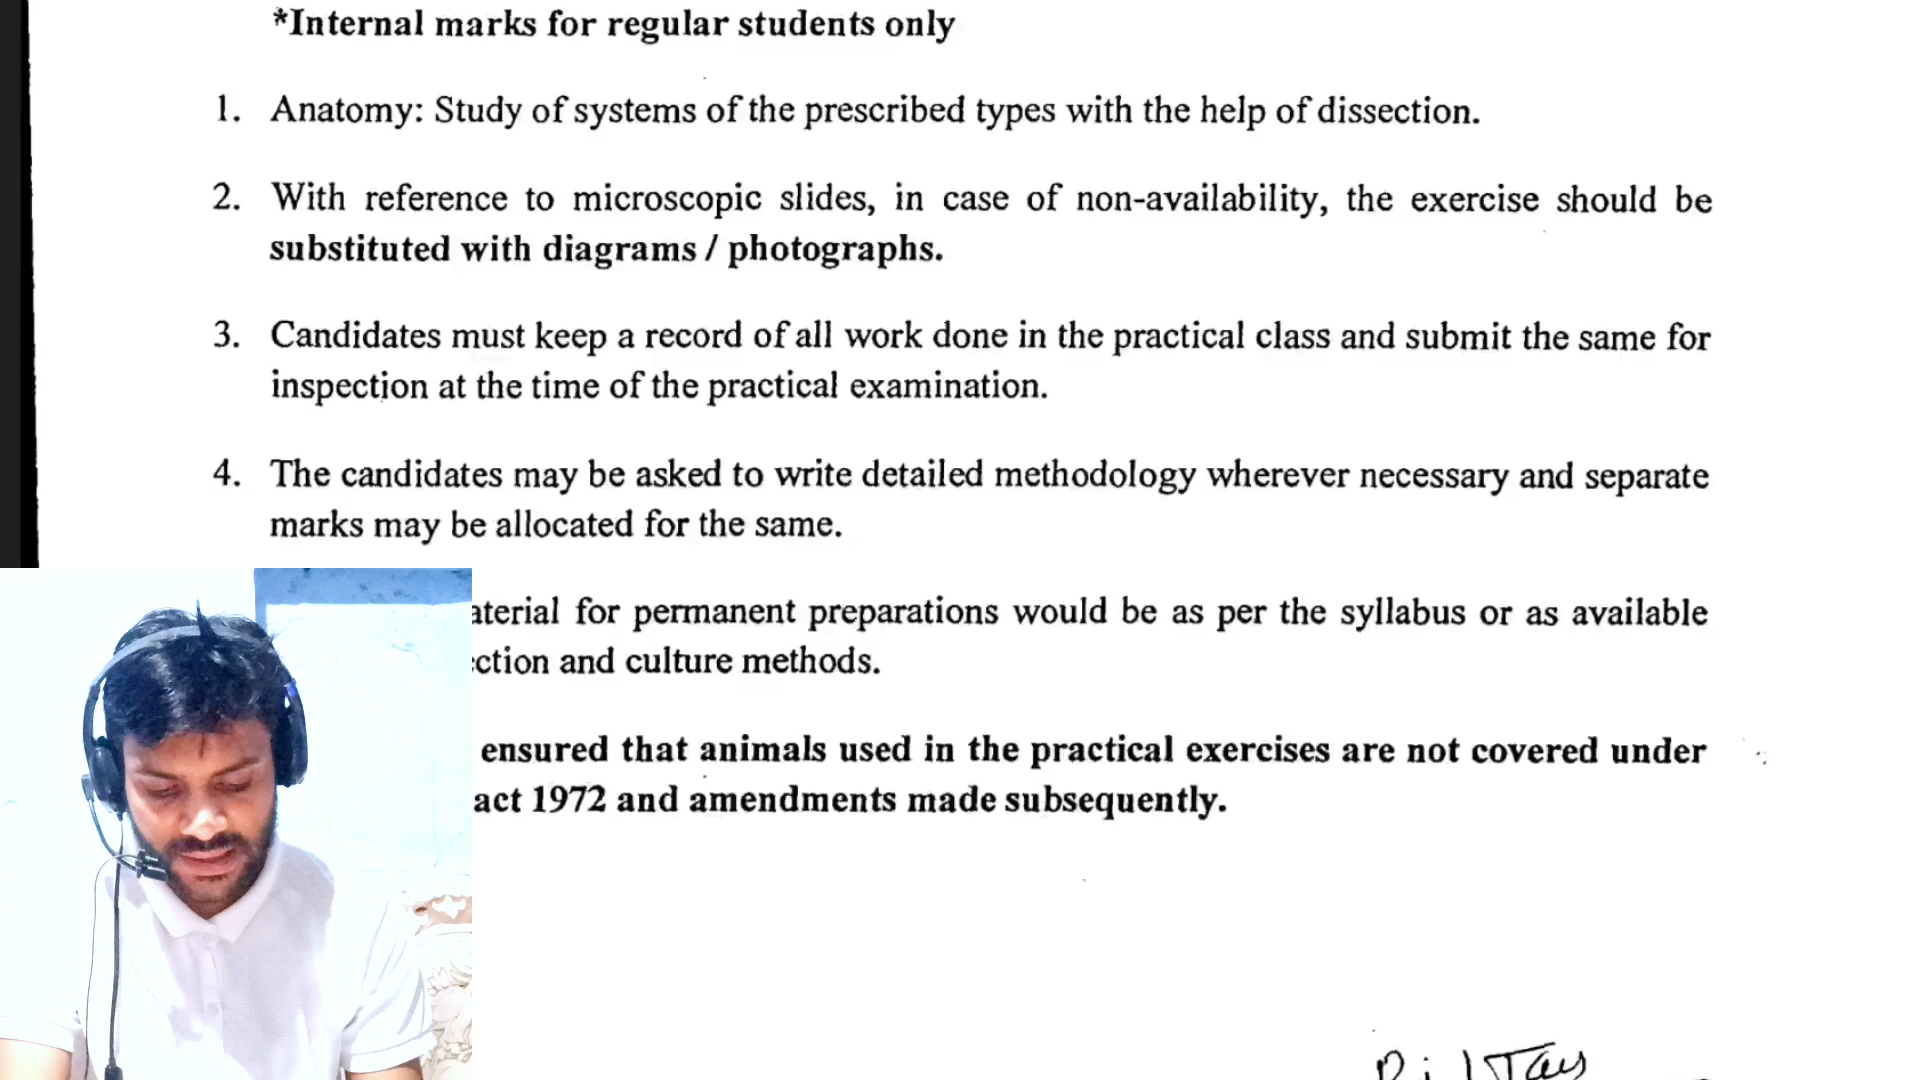 *Internal marks for regular students only
1. Anatomy: Study of systems of the prescribed types with the help of dissection.
2. With reference to microscopic slides, in case of non-availability, the exercise should be
substituted with diagrams / photographs.
3. Candidates must keep a record of all work done in the practical class and submit the same for
inspection at the time of the practical examination.
4. The candidates may be asked to write detailed methodology wherever necessary and separate
marks may be allocated for the same.
aterial for permanent preparations would be as per the syllabus or as available
ction and culture methods.
ensured that animals used in the practical exercises are not covered under
act 1972 and amendments made subsequently.